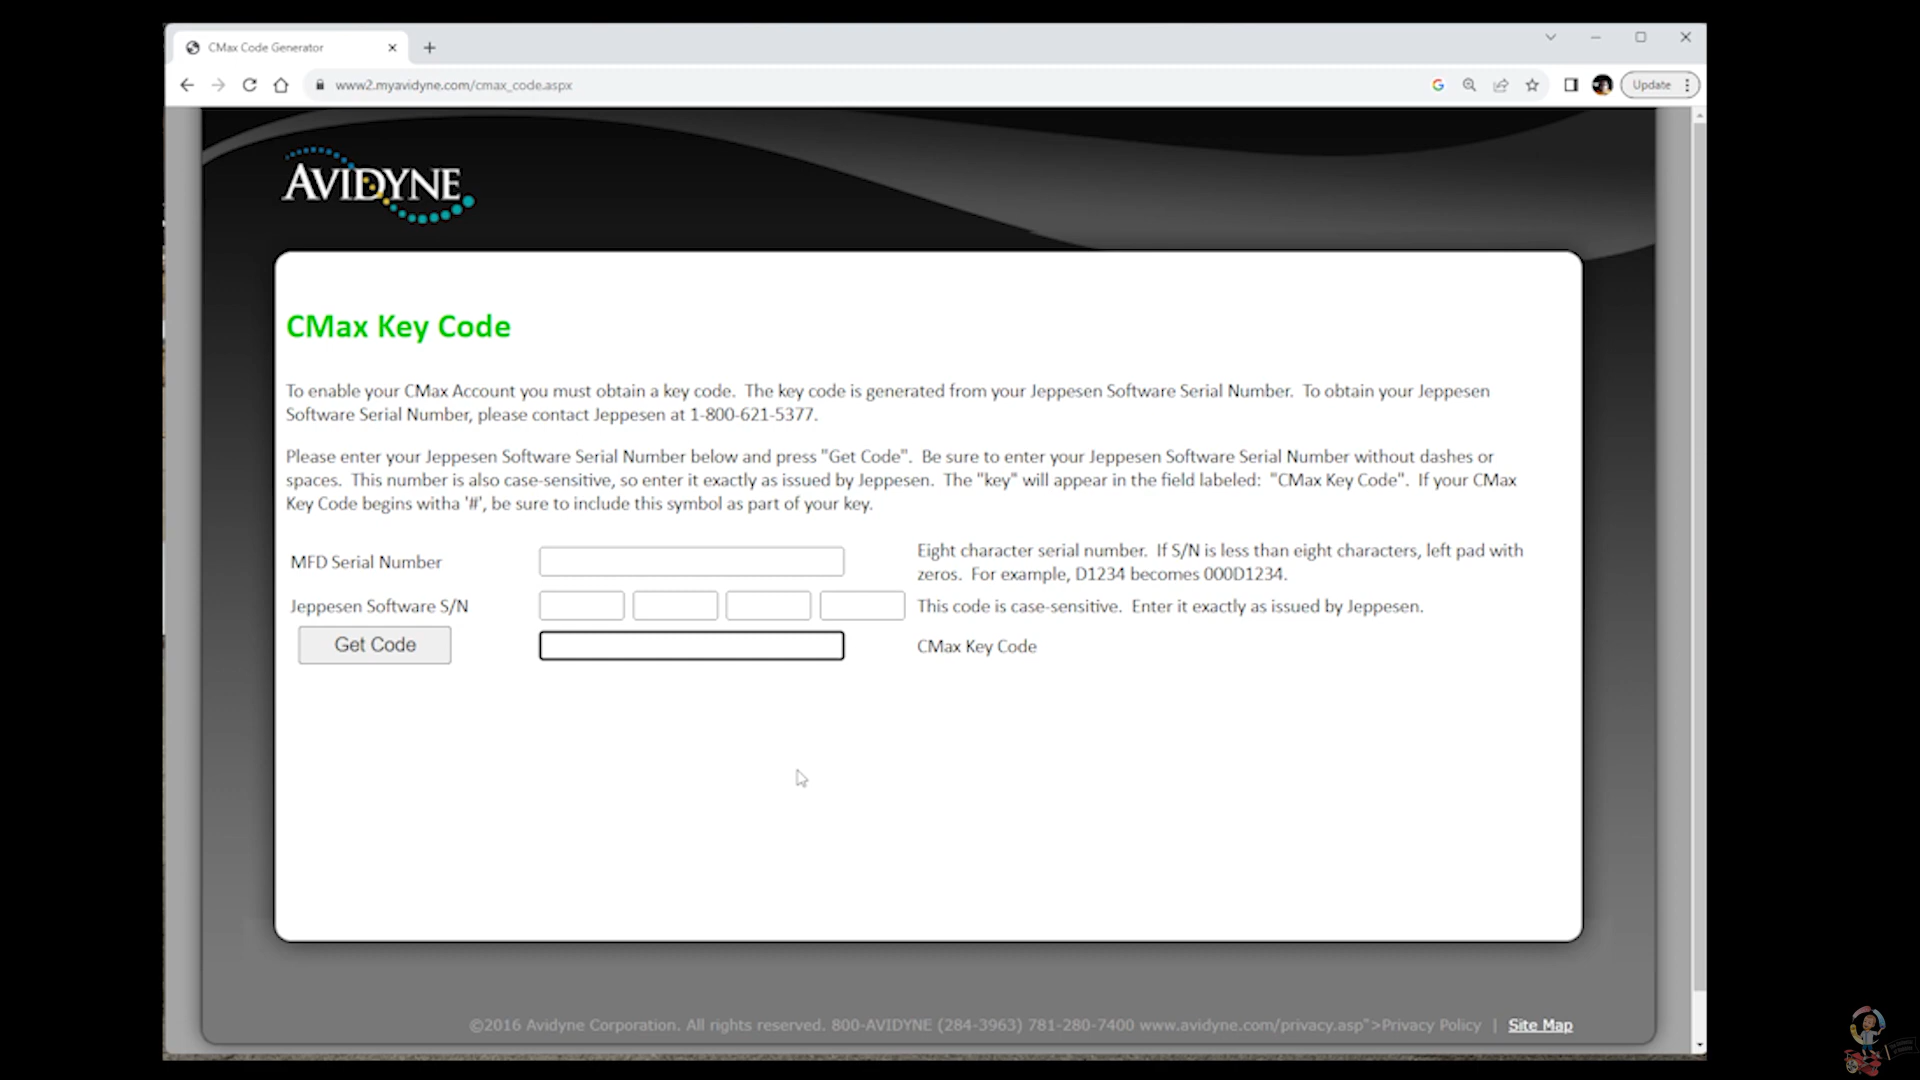 CMax Code Generator
www2.myavidyne.com/cmax_code.aspx
Update
AVIDYNE
CMax Key Code
To enable your CMax Account you must obtain a key code.  The key code is generated from your Jeppesen Software Serial Number.  To obtain your Jeppesen
Software Serial Number, please contact Jeppesen at 1-800-621-5377.
Please enter your Jeppesen Software Serial Number below and press "Get Code".  Be sure to enter your Jeppesen Software Serial Number without dashes or
spaces.  This number is also case-sensitive, so enter it exactly as issued by Jeppesen.  The "key" will appear in the field labeled:  "CMax Key Code".  If your CMax
Key Code begins witha '#', be sure to include this symbol as part of your key.
MFD Serial Number
Eight character serial number.  If S/N is less than eight characters, left pad with
zeros.  For example, D1234 becomes 000D1234.
Jeppesen Software S/N
This code is case-sensitive.  Enter it exactly as issued by Jeppesen.
Get Code
CMax Key Code
©2016 Avidyne Corporation. All rights reserved. 800-AVIDYNE (284-3963) 781-280-7400 www.avidyne.com/privacy.asp">Privacy Policy | Site Map